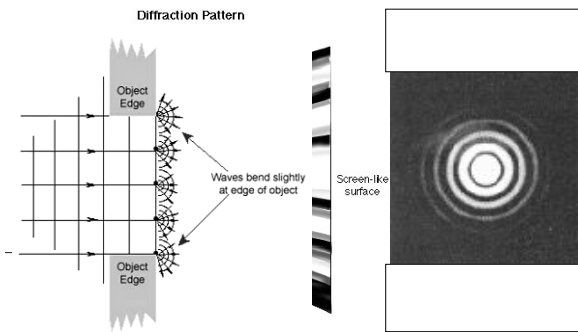 Diffraction Pattern
Object
Edge
Waves bend slightly
at edge of object
Object
Edge
Screen-like
surface